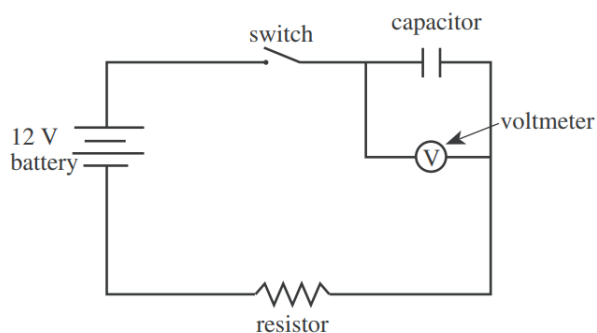 capacitor
switch
12 V
battery
voltmeter
V
resistor